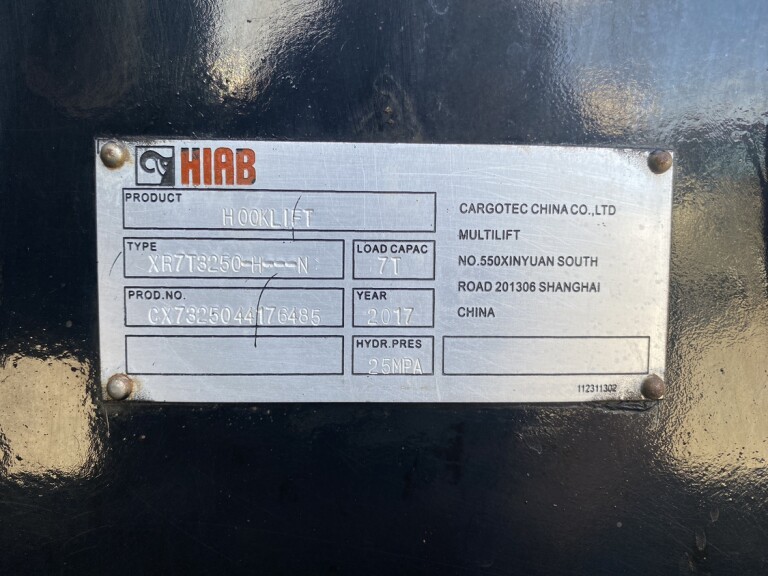 HIAB
PRODUCT
HOOKLIFT
TYPE
XR7T3250-H---N
LOAD CAPAC
7T
PROD.NO.
CX7325044176485
YEAR
2017
HYDR.PRES
25MPA
CARGOTEC CHINA CO.,LTD
MULTILIFT
NO.550XINYUAN SOUTH
ROAD 201306 SHANGHAI
CHINA
112311302